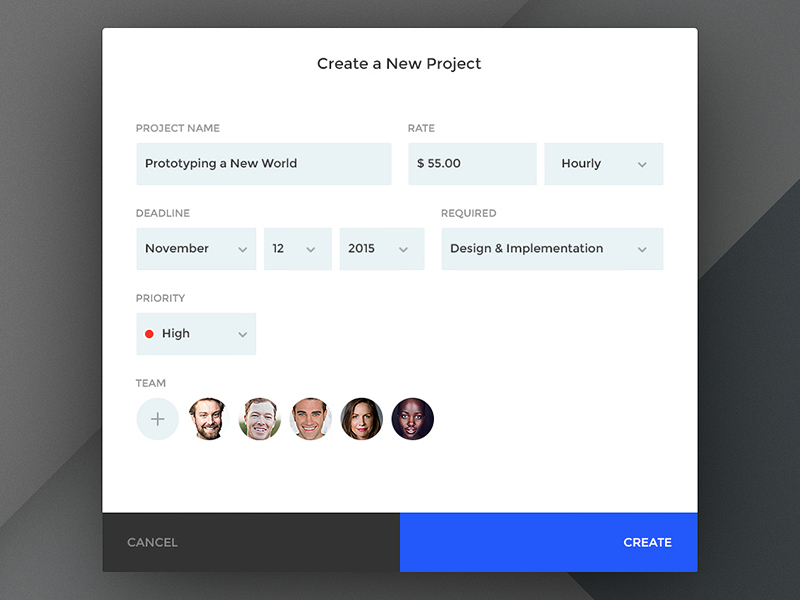 Create a New Project
PROJECT NAME RATE
Prototyping a New World $ 55.00 Hourly
DEADLINE REQUIRED
November 12 2015 Design & Implementation
PRIORITY
High
TEAM
CANCEL CREATE